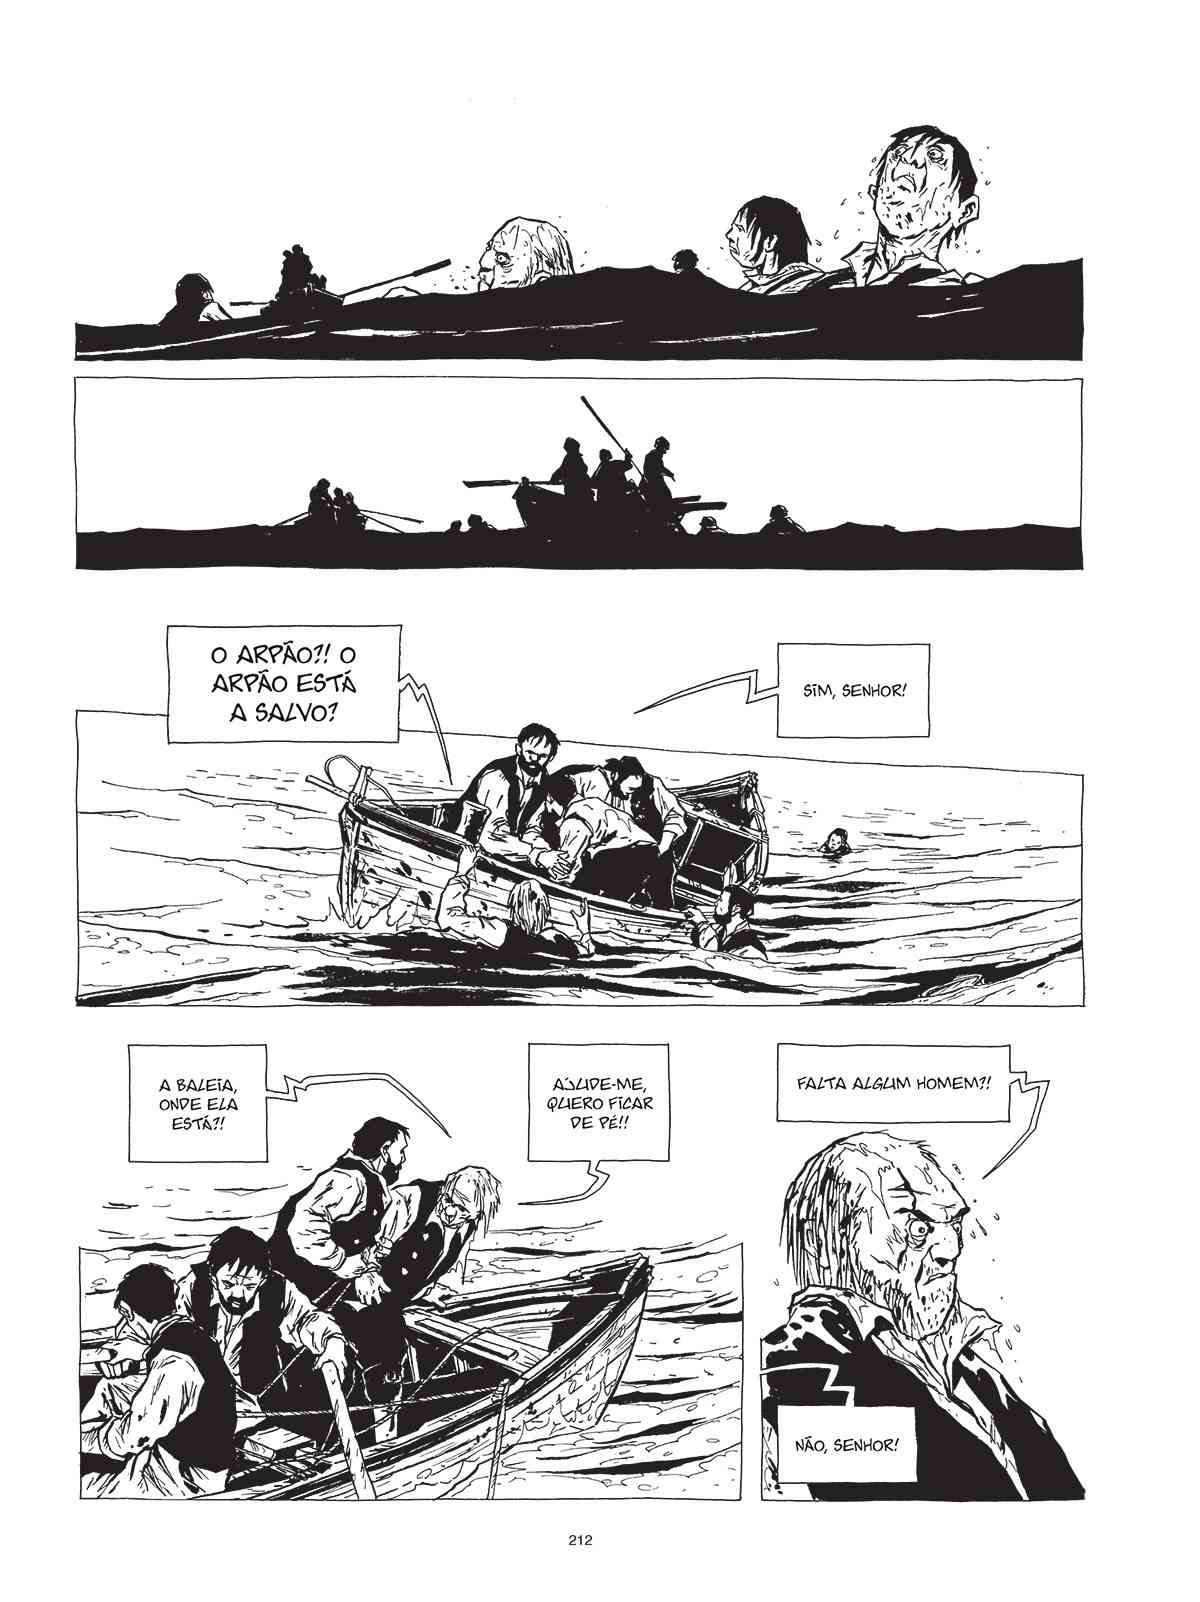 O ARPÃO?! O
ARPÃO ESTÁ
A SALVO?
SIM, SENHOR!
A BALEIA,
ONDE ELA
ESTÁ?!
AJUDE-ME,
QUERO FICAR
DE PÉ!!
FALTA ALGUM HOMEM?!
NÃO, SENHOR!
212